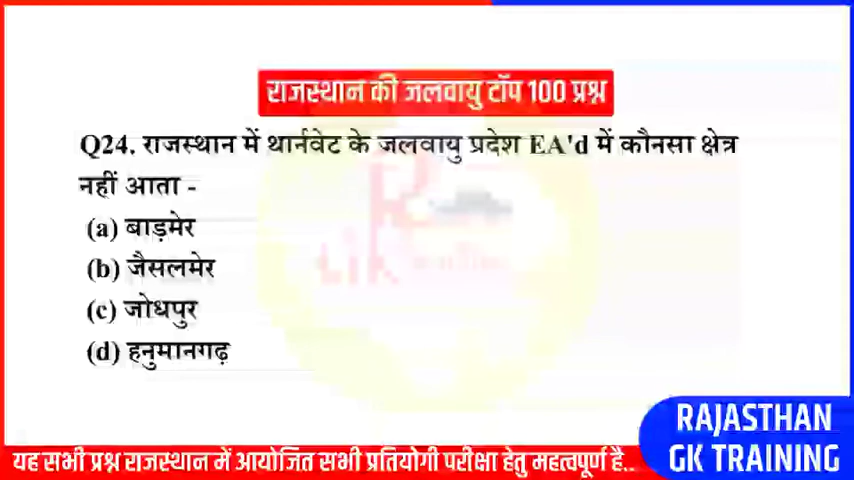 राजस्थान की जलवायु टॉप 100 प्रश्न
Q24. राजस्थान में थार्नवेट के जलवायु प्रदेश EA'd में कौनसा क्षेत्र
नहीं आता -
(a) बाड़मेर
(b) जैसलमेर
(c) जोधपुर
(d) हनुमानगढ़
RAJASTHAN
GK TRAINING
यह सभी प्रश्न राजस्थान में आयोजित सभी प्रतियोगी परीक्षा हेतु महत्वपूर्ण है..